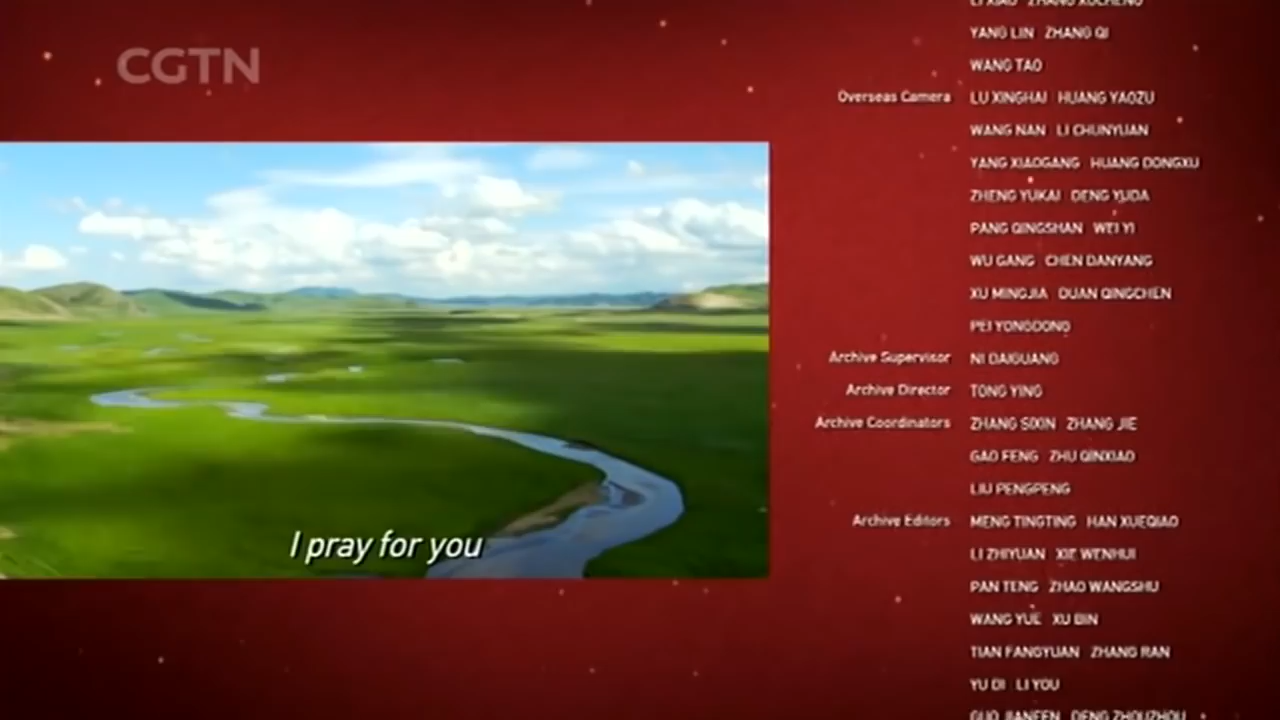 CGTN
YANG LIN ZHANG QI
WANG TAO
Overseas Camera LU XINGHAI HUANG YAOZU
WANG NAN LI CHUNYUAN
YANG XIAOGANG HUANG DONGXU
ZHENG YUKAI DENG YUDA
PANG QINGSHAN WEI YI
WU GANG CHEN DANYANG
XU MINGJIA DUAN QINGCHEN
PEI YONGDONG
Archive Supervisor NI DAIGUANG
Archive Director TONG YING
Archive Coordinators ZHANG SIXIN ZHANG JIE
GAO FENG ZHU QINXIAO
LIU PENGPENG
Archive Editors MENG TINGTING HAN XUEQIAO
LI ZHIYUAN XIE WENHUI
PAN TENG ZHAO WANGSHU
WANG YUE XU BIN
TIAN FANGYUAN ZHANG RAN
YU DI LI YOU
I pray for you